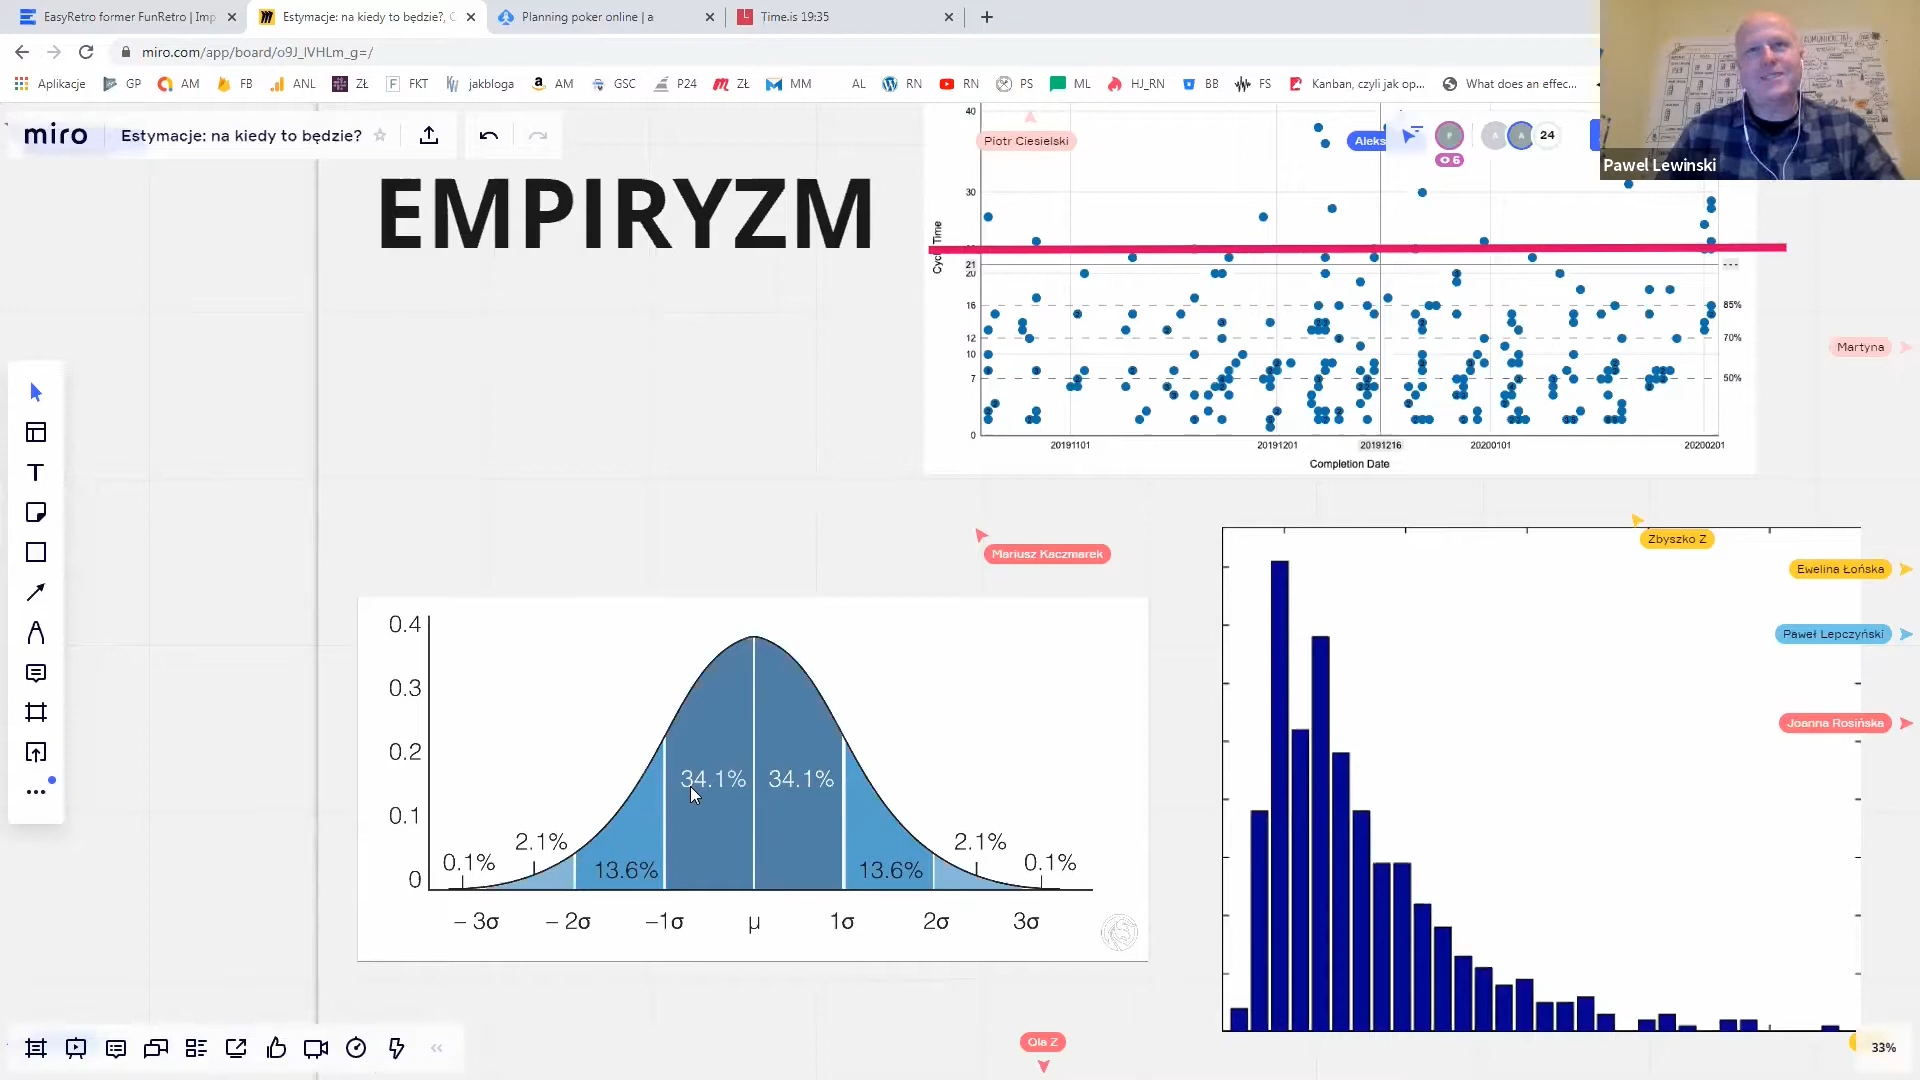 EasyRetro former FunRetro | Imp
Estymacje: na kiedy to będzie?, C
Planning poker online | a
Time.is 19:35
miro.com/app/board/o9J_lVHLm_g=/
Aplikacje GP AM FB ANL ZŁ FKT jakbloga AM GSC P24 ZŁ MM AL RN RN PS ML HJ_RN BB FS Kanban, czyli jak op... What does an effec...
miro Estymacje: na kiedy to będzie?
Piotr Ciesielski
Aleks
24
6
Pawel Lewinski
EMPIRYZM
40
30
21
20
16
12
10
7
0
85%
70%
50%
20191101 20191201 20191216 20200101 20200201
Completion Date
Martyna
Mariusz Kaczmarek
Zbyszko Z
Ewelina Łońska
Paweł Lepczyński
Joanna Rosińska
0.4
0.3
0.2
0.1
0
34.1% 34.1%
2.1% 2.1%
0.1% 13.6% 13.6% 0.1%
– 3σ – 2σ –1σ μ 1σ 2σ 3σ
Ola Z
33%